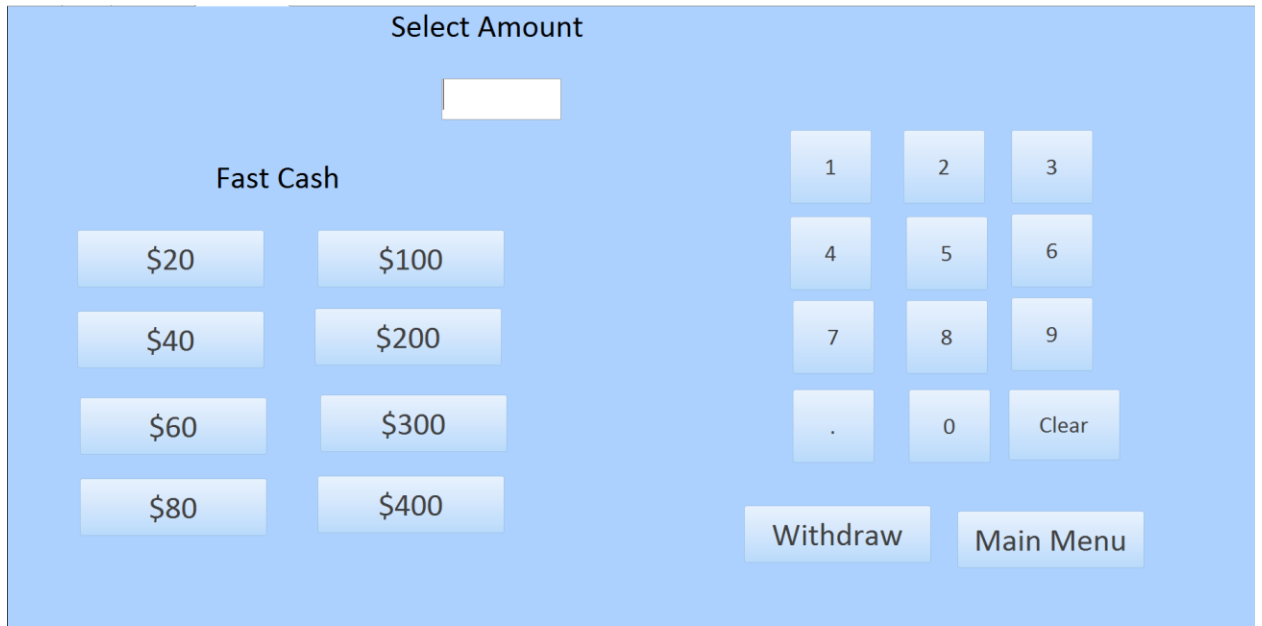 Select Amount
Fast Cash
$20 $100
$40 $200
$60 $300
$80 $400
1 2 3
4 5 6
7 8 9
. 0 Clear
Withdraw Main Menu